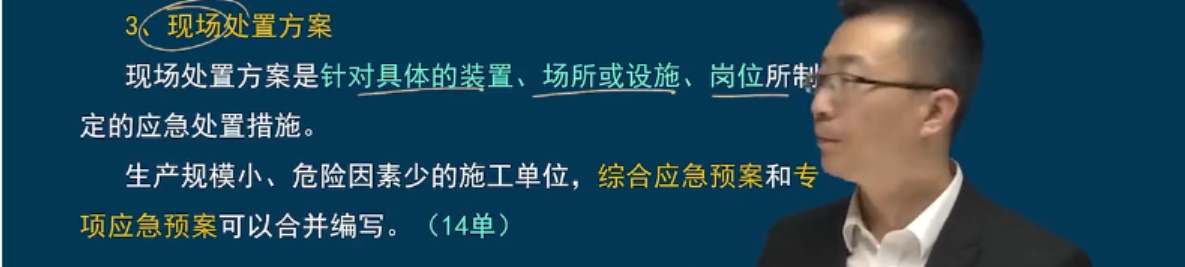 3、现场处置方案
现场处置方案是针对具体的装置、场所或设施、岗位所制
定的应急处置措施。
生产规模小、危险因素少的施工单位，综合应急预案和专
项应急预案可以合并编写。（14单）